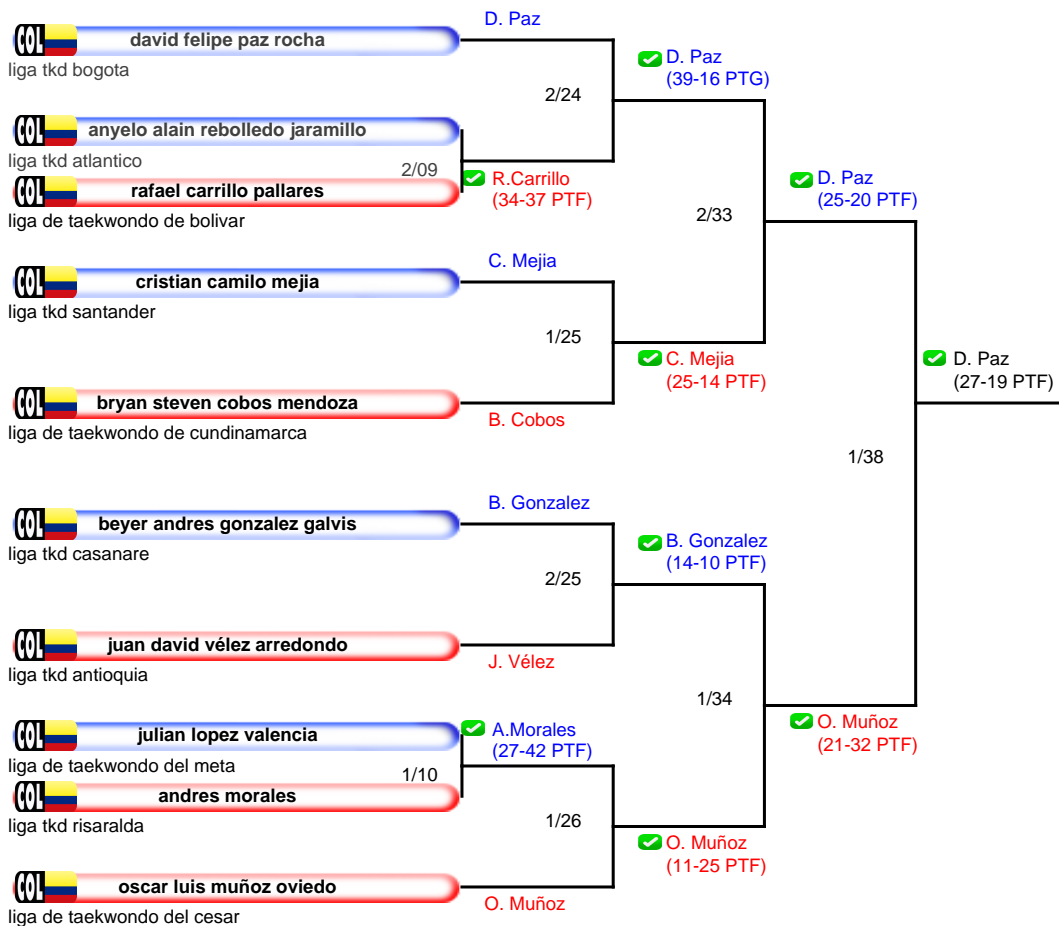 D. Paz
COL david felipe paz rocha
liga tkd bogota
D. Paz
(39-16 PTG)
2/24
COL anyelo alain rebolledo jaramillo
liga tkd atlantico
2/09
R.Carrillo
(34-37 PTF)
COL rafael carrillo pallares
liga de taekwondo de bolivar
D. Paz
(25-20 PTF)
2/33
C. Mejia
COL cristian camilo mejia
liga tkd santander
1/25
C. Mejia
(25-14 PTF)
D. Paz
(27-19 PTF)
COL bryan steven cobos mendoza
B. Cobos
liga de taekwondo de cundinamarca
1/38
B. Gonzalez
COL beyer andres gonzalez galvis
liga tkd casanare
B. Gonzalez
(14-10 PTF)
2/25
COL juan david vélez arredondo
J. Vélez
liga tkd antioquia
1/34
COL julian lopez valencia
A.Morales
(27-42 PTF)
O. Muñoz
(21-32 PTF)
liga de taekwondo del meta
1/10
COL andres morales
liga tkd risaralda
1/26
O. Muñoz
(11-25 PTF)
COL oscar luis muñoz oviedo
O. Muñoz
liga de taekwondo del cesar